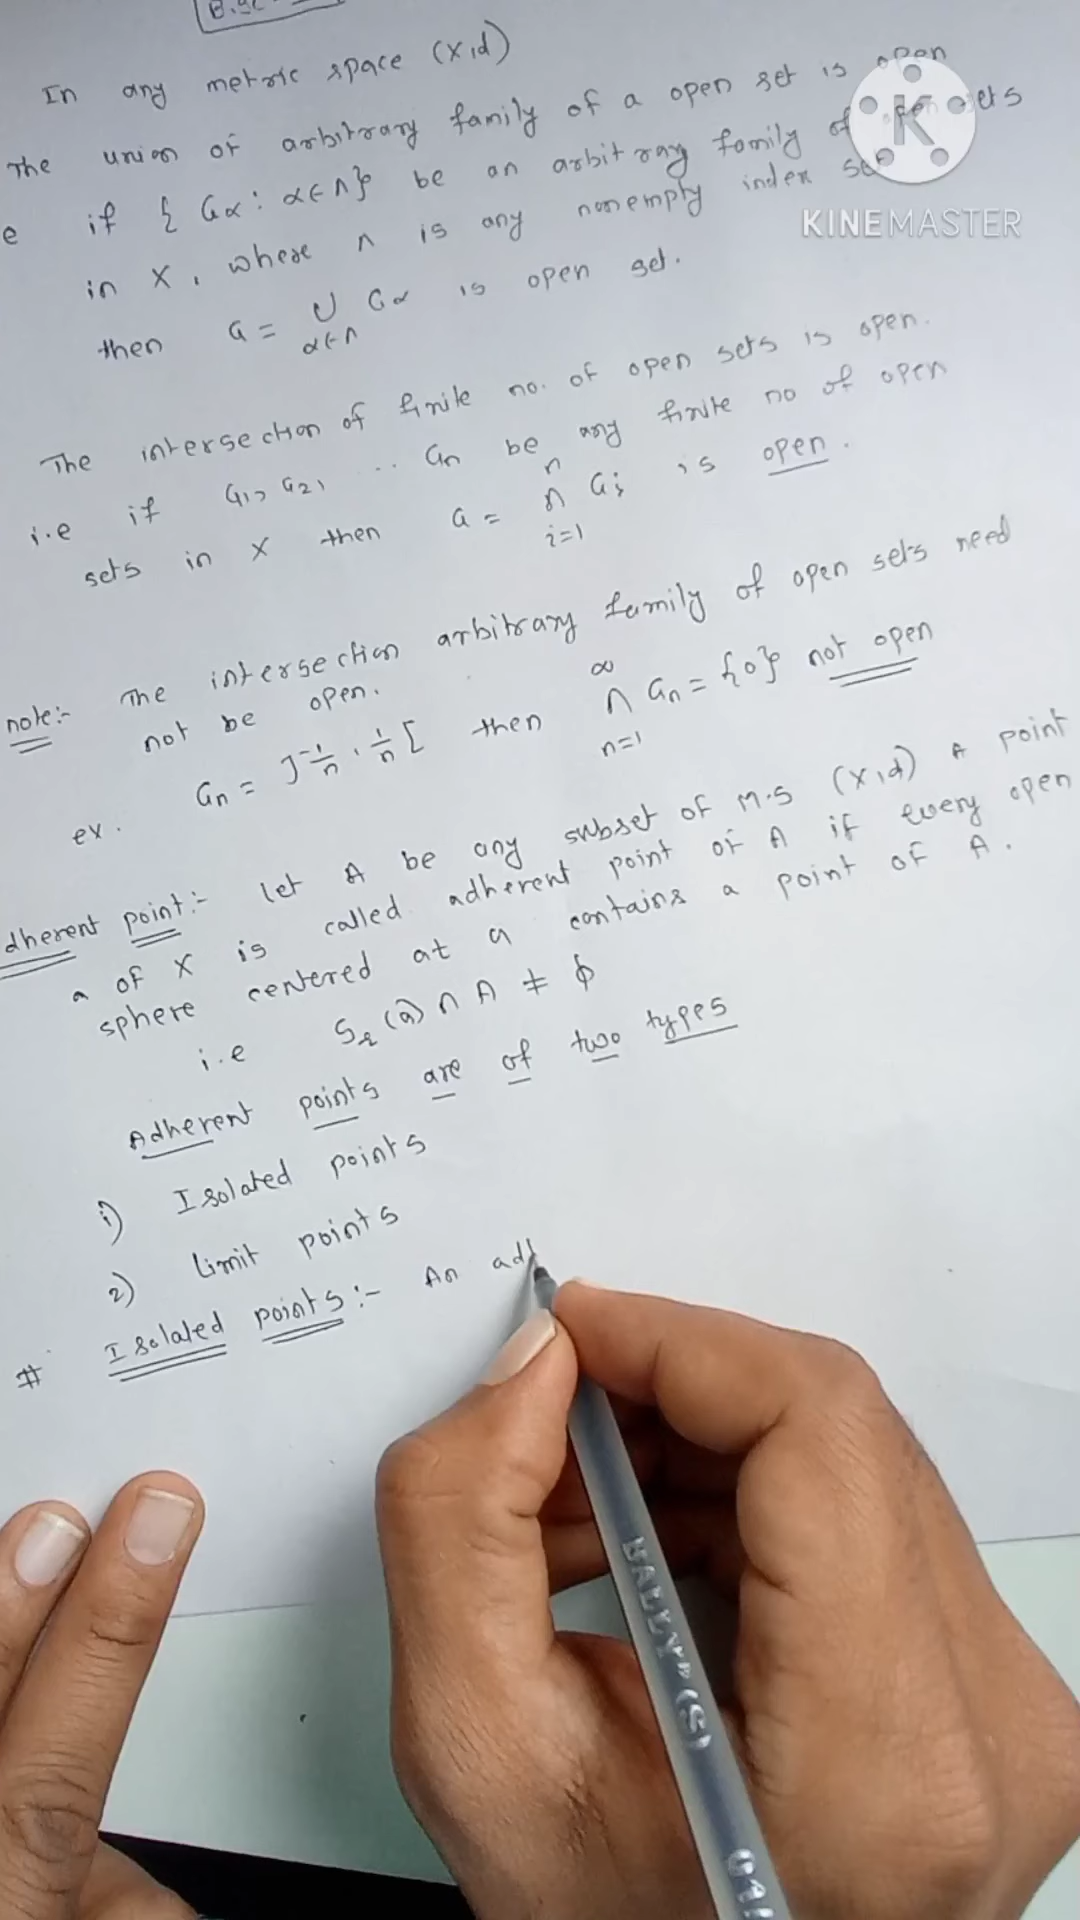 B.Sc
In any metric space (X,d)
The union of arbitrary family of a open set is open
e if { Gα : α∈Λ} be an arbitrary family of open sets
in X, where Λ is any nonempty index set
then G = ∪ Gα is open set.
α∈Λ
The intersection of finite no. of open sets is open.
i.e if G1, G2, ... Gn be any finite no of open
sets in X then G = n ∩ i=1 Gi is open.
note:- The intersection arbitrary family of open sets need
not be open.
ex. Gn = ]-1/n, 1/n[ then ∞ ∩ n=1 Gn = {0} not open
dherent point:- Let A be any subset of M.S (X,d) A point
a of X is called adherent point of A if every open
sphere centered at a contains a point of A.
i.e Sr(a) ∩ A ≠ ϕ
Adherent points are of two types
1) Isolated points
2) Limit points
# Isolated points:- An adh
KINEMASTER
BALLY" (S)